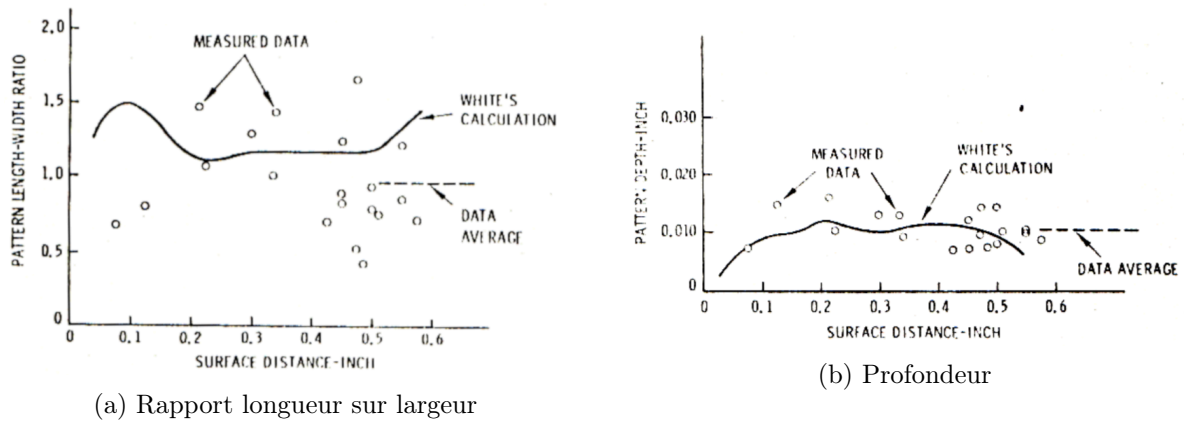 2.0
1.5
1.0
0.5
0
0
0.1
0.2
0.3
0.4
0.5
0.6
PATTERN LENGTH-WIDTH RATIO
MEASURED DATA
WHITE'S
CALCULATION
DATA
AVERAGE
SURFACE DISTANCE-INCH
(a) Rapport longueur sur largeur
0,030
0,020
0,010
0
0
0.1
0.2
0.3
0.4
0.5
0.6
PATTERN DEPTH-INCH
MEASURED
DATA
WHITE'S
CALCULATION
DATA AVERAGE
SURFACE DISTANCE-INCH
(b) Profondeur